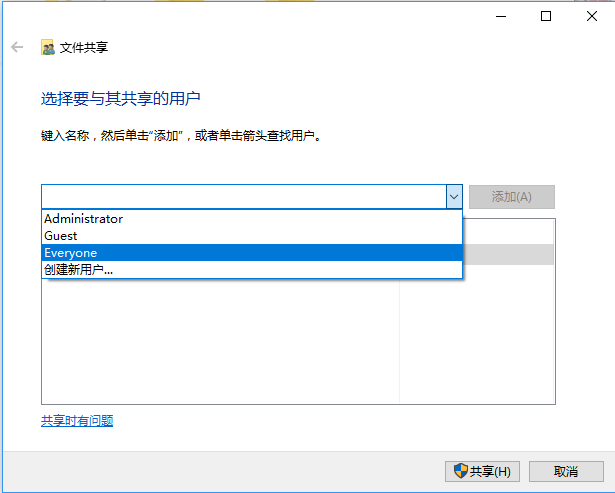 文件共享
选择要与其共享的用户
键入名称，然后单击"添加"，或者单击箭头查找用户。
添加(A)
Administrator
Guest
Everyone
创建新用户...
共享时有问题
共享(H)
取消